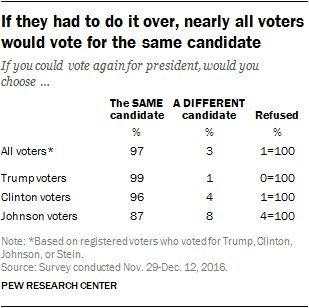 If they had to do it over, nearly all voters
would vote for the same candidate
If you could vote again for president, would you
choose ...
The SAME candidate A DIFFERENT candidate Refused
% % %
All voters* 97 3 1=100
Trump voters 99 1 0=100
Clinton voters 96 4 1=100
Johnson voters 87 8 4=100
Note: *Based on registered voters who voted for Trump, Clinton,
Johnson, or Stein.
Source: Survey conducted Nov. 29-Dec. 12, 2016.
PEW RESEARCH CENTER